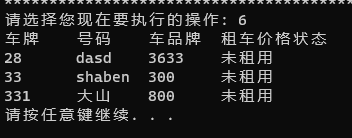 ****************************************
请选择您现在要执行的操作: 6
车牌 号码 车品牌 租车价格状态
28 dasd 3633 未租用
33 shaben 300 未租用
331 大山 800 未租用
请按任意键继续. . .